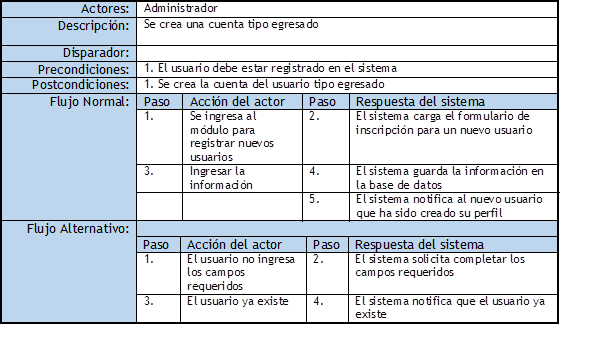 Actores: Administrador
Descripción: Se crea una cuenta tipo egresado
Disparador:
Precondiciones: 1. El usuario debe estar registrado en el sistema
Postcondiciones: 1. Se crea la cuenta del usuario tipo egresado
Flujo Normal: Paso Acción del actor Paso Respuesta del sistema
1. Se ingresa al 2. El sistema carga el formulario de
módulo para inscripción para un nuevo usuario
registrar nuevos
usuarios
3. Ingresar la 4. El sistema guarda la información en
información la base de datos
5. El sistema notifica al nuevo usuario
que ha sido creado su perfil
Flujo Alternativo:
Paso Acción del actor Paso Respuesta del sistema
1. El usuario no ingresa 2. El sistema solicita completar los
los campos campos requeridos
requeridos
3. El usuario ya existe 4. El sistema notifica que el usuario ya
existe